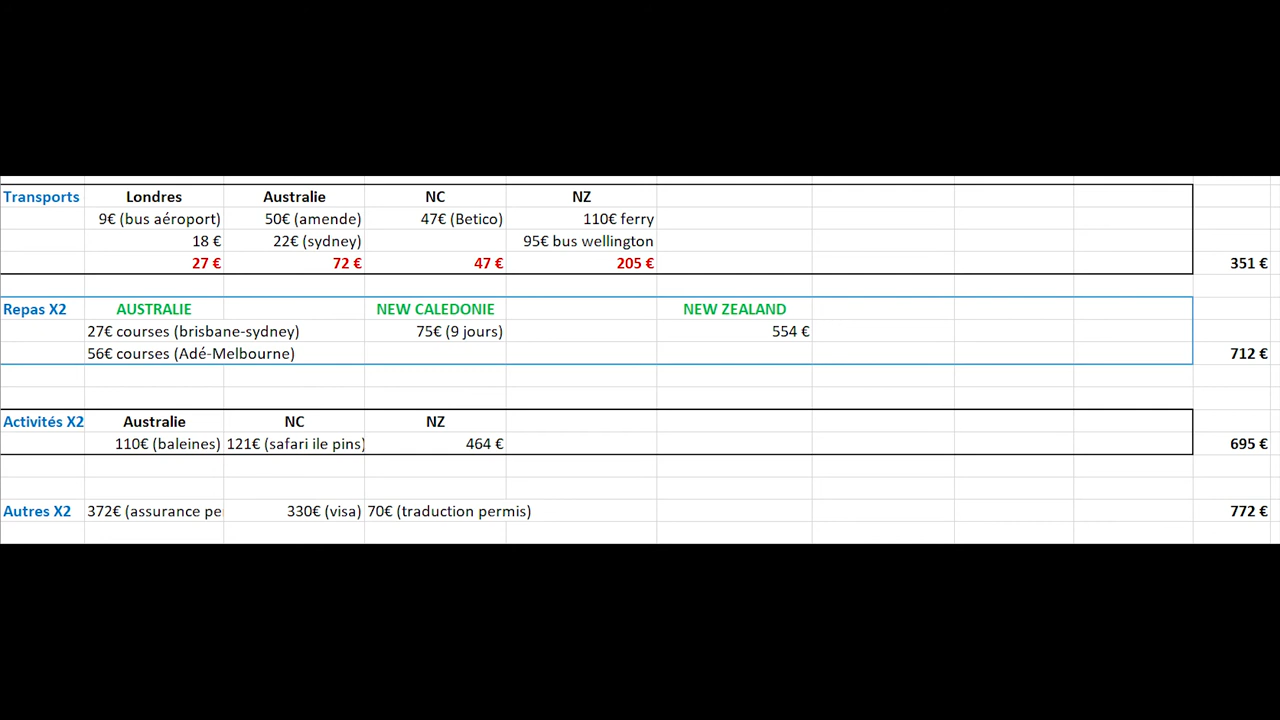 Transports Londres Australie NC NZ
9€ (bus aéroport) 50€ (amende) 47€ (Betico) 110€ ferry
18 € 22€ (sydney) 95€ bus wellington
27 € 72 € 47 € 205 € 351 €
Repas X2 AUSTRALIE NEW CALEDONIE NEW ZEALAND
27€ courses (brisbane-sydney) 75€ (9 jours) 554 €
56€ courses (Adé-Melbourne) 712 €
Activités X2 Australie NC NZ
110€ (baleines) 121€ (safari ile pins) 464 € 695 €
Autres X2 372€ (assurance pe 330€ (visa) 70€ (traduction permis) 772 €